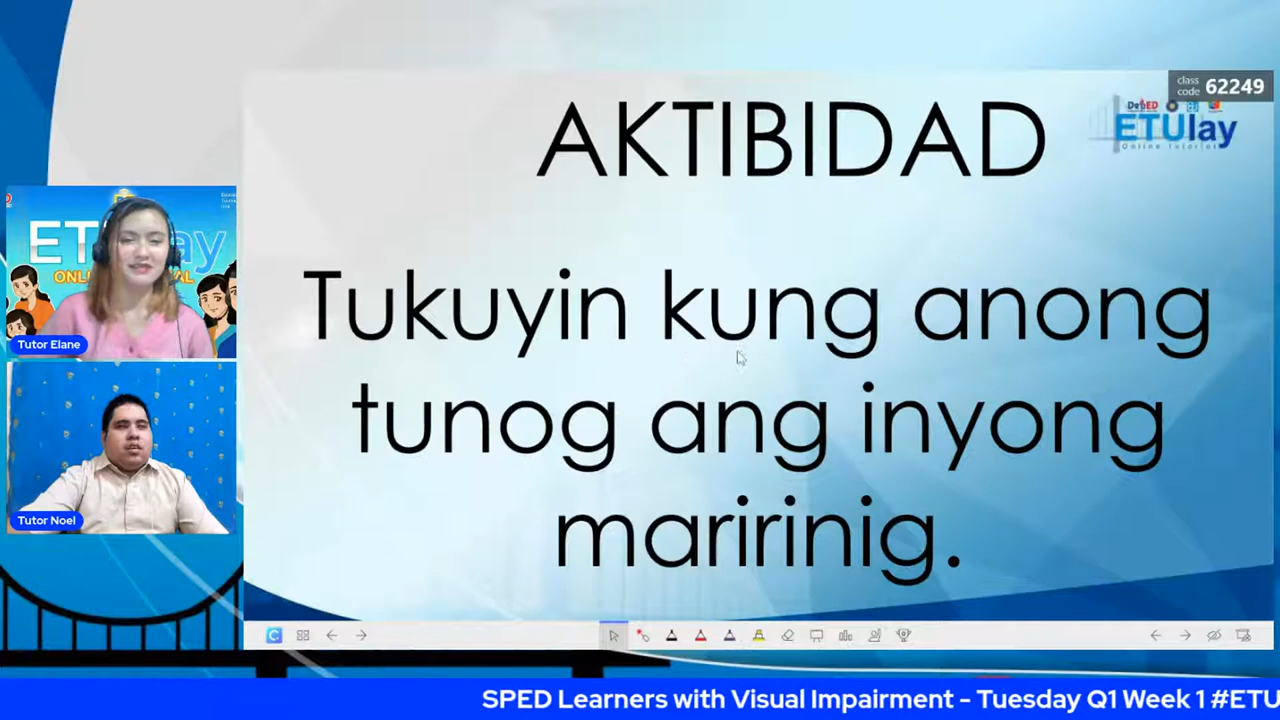 class
code 62249
DepED
ETUlay
Online Tutorial
AKTIBIDAD
Tukuyin kung anong
tunog ang inyong
maririnig.
Tutor Elane
Tutor Noel
SPED Learners with Visual Impairment - Tuesday Q1 Week 1 #ETU